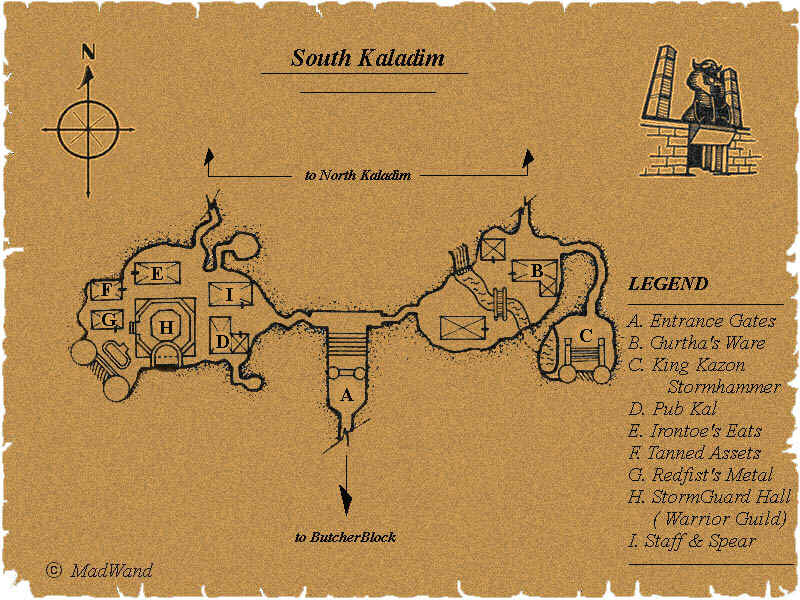 South Kaladim
N
to North Kaladim
E
F
I
G
H
D
B
C
A
LEGEND
A. Entrance Gates
B. Gurtha's Ware
C. King Kazon
Stormhammer
D. Pub Kal
E. Irontoe's Eats
F. Tanned Assets
G. Redfist's Metal
H. StormGuard Hall
( Warrior Guild)
I. Staff & Spear
to ButcherBlock
© MadWand